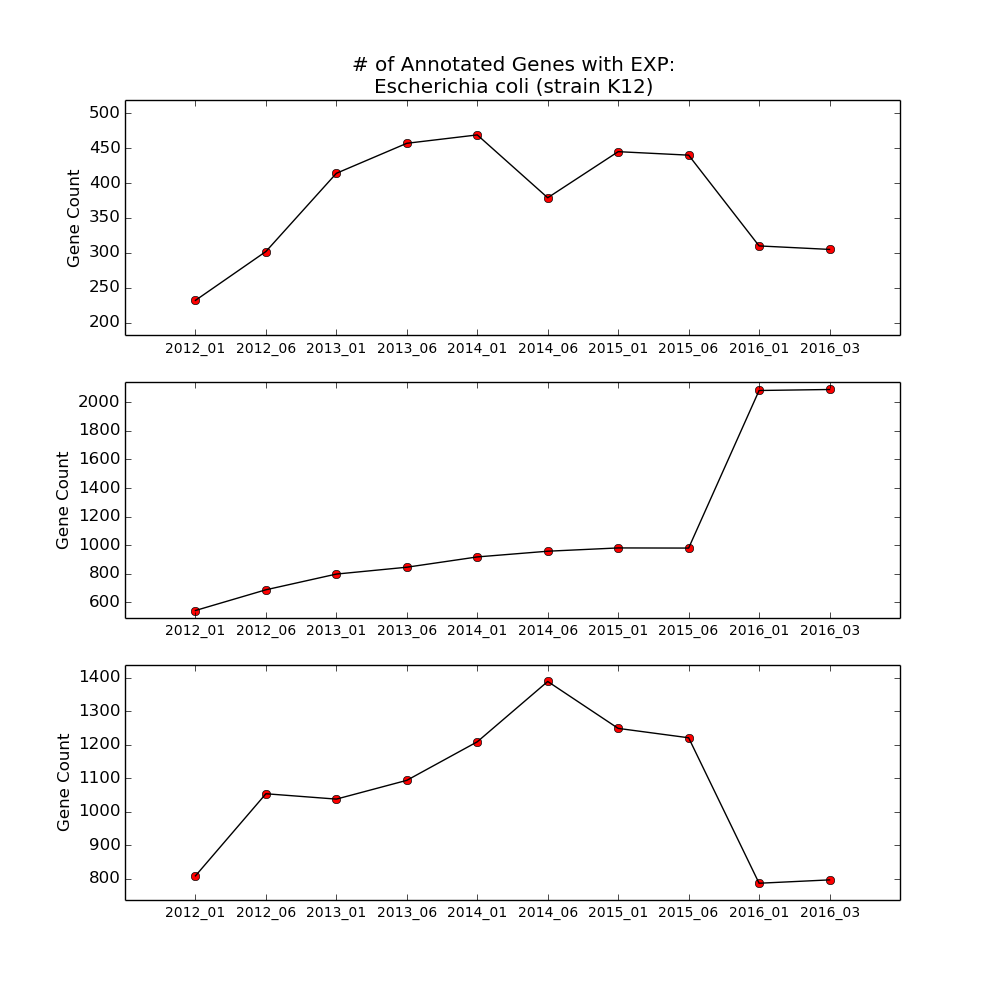 # of Annotated Genes with EXP:
Escherichia coli (strain K12)
500
450
400
350
300
250
200
Gene Count
2012_01 2012_06 2013_01 2013_06 2014_01 2014_06 2015_01 2015_06 2016_01 2016_03
2000
1800
1600
1400
1200
1000
800
600
Gene Count
2012_01 2012_06 2013_01 2013_06 2014_01 2014_06 2015_01 2015_06 2016_01 2016_03
1400
1300
1200
1100
1000
900
800
Gene Count
2012_01 2012_06 2013_01 2013_06 2014_01 2014_06 2015_01 2015_06 2016_01 2016_03